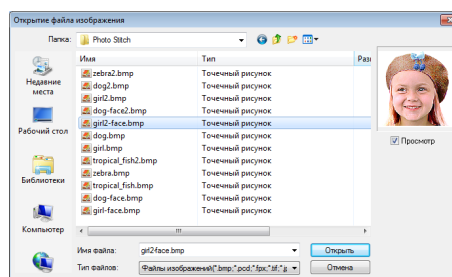 Открытие файла изображения
Папка: Photo Stitch
Имя Тип Раз
zebra2.bmp Точечный рисунок
dog2.bmp Точечный рисунок
girl2.bmp Точечный рисунок
dog-face2.bmp Точечный рисунок
girl2-face.bmp Точечный рисунок
dog.bmp Точечный рисунок
girl.bmp Точечный рисунок
tropical_fish2.bmp Точечный рисунок
zebra.bmp Точечный рисунок
tropical_fish.bmp Точечный рисунок
dog-face.bmp Точечный рисунок
girl-face.bmp Точечный рисунок
Недавние
места
Рабочий стол
Библиотеки
Компьютер
Просмотр
Имя файла: girl2-face.bmp Открыть
Тип файлов: Файлы изображений(*.bmp;*.pcd;*.fpx;*.tif;*.g Отмена